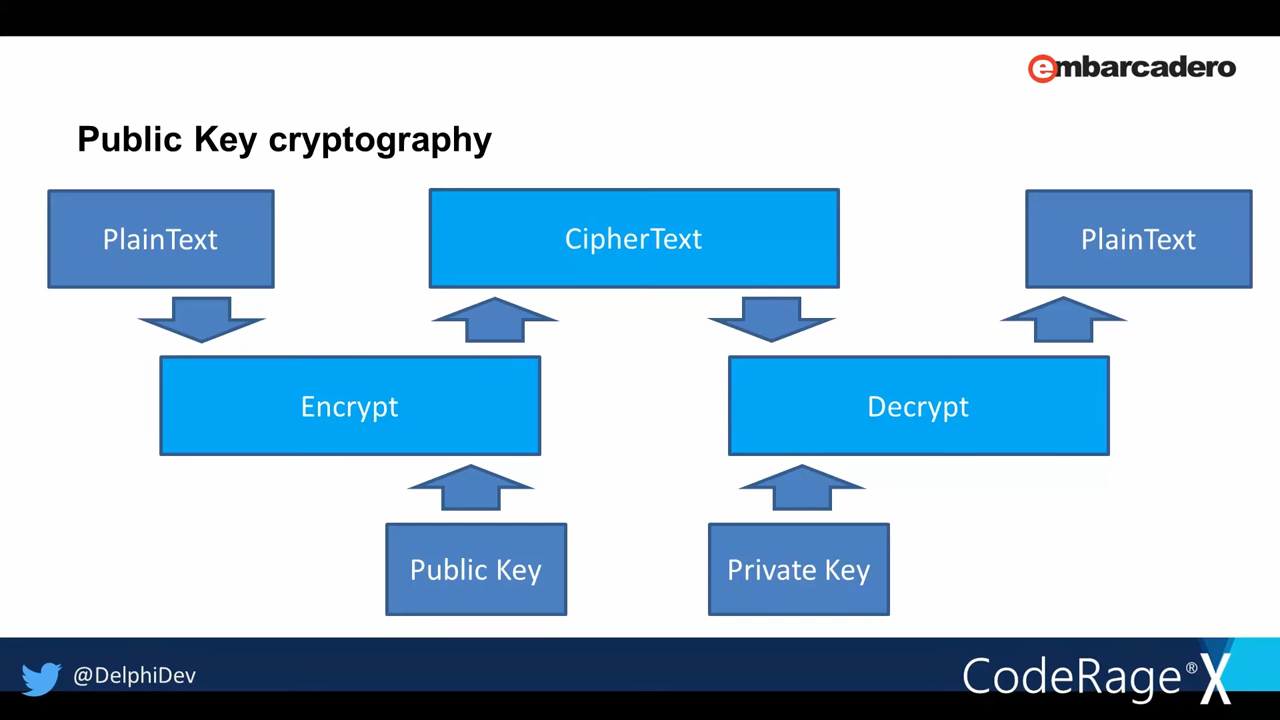 embarcadero
Public Key cryptography
PlainText
CipherText
PlainText
Encrypt
Decrypt
Public Key
Private Key
@DelphiDev
CodeRage® X